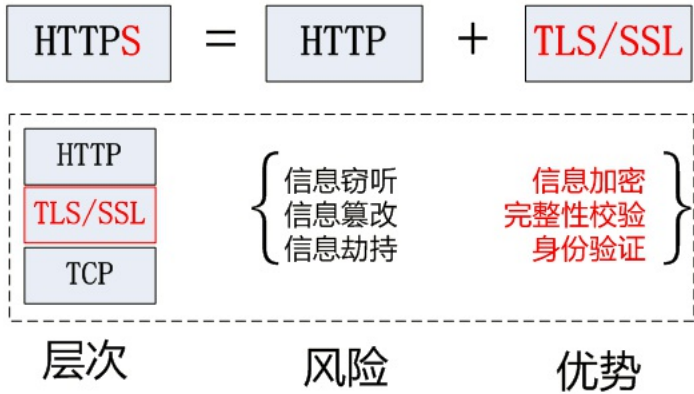 HTTPS = HTTP + TLS/SSL
HTTP
TLS/SSL
TCP
信息窃听
信息篡改
信息劫持
信息加密
完整性校验
身份验证
层次
风险
优势